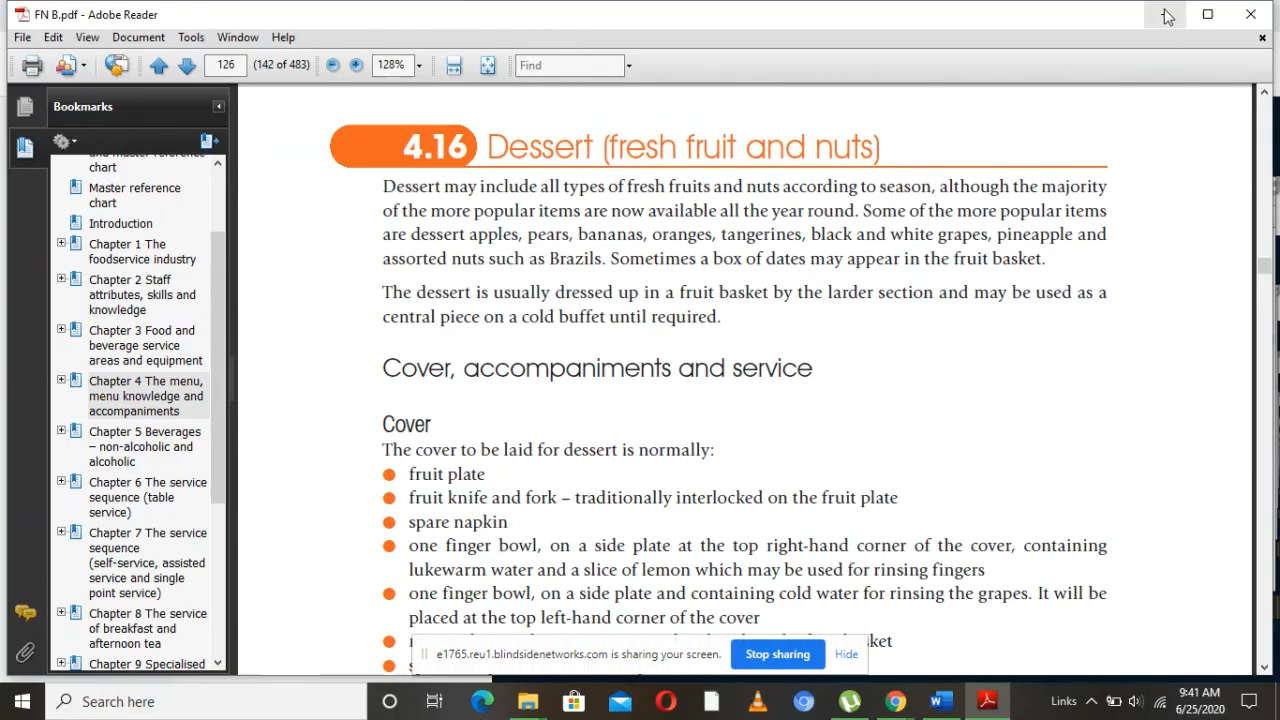 FN B.pdf - Adobe Reader
File Edit View Document Tools Window Help
126 (142 of 483) 128% Find
Bookmarks
and master reference
chart
Master reference
chart
Introduction
Chapter 1 The
foodservice industry
Chapter 2 Staff
attributes, skills and
knowledge
Chapter 3 Food and
beverage service
areas and equipment
Chapter 4 The menu,
menu knowledge and
accompaniments
Chapter 5 Beverages
– non-alcoholic and
alcoholic
Chapter 6 The service
sequence (table
service)
Chapter 7 The service
sequence
(self-service, assisted
service and single
point service)
Chapter 8 The service
of breakfast and
afternoon tea
Chapter 9 Specialised
4.16 Dessert (fresh fruit and nuts)
Dessert may include all types of fresh fruits and nuts according to season, although the majority
of the more popular items are now available all the year round. Some of the more popular items
are dessert apples, pears, bananas, oranges, tangerines, black and white grapes, pineapple and
assorted nuts such as Brazils. Sometimes a box of dates may appear in the fruit basket.
The dessert is usually dressed up in a fruit basket by the larder section and may be used as a
central piece on a cold buffet until required.
Cover, accompaniments and service
Cover
The cover to be laid for dessert is normally:
fruit plate
fruit knife and fork – traditionally interlocked on the fruit plate
spare napkin
one finger bowl, on a side plate at the top right-hand corner of the cover, containing
lukewarm water and a slice of lemon which may be used for rinsing fingers
one finger bowl, on a side plate and containing cold water for rinsing the grapes. It will be
placed at the top left-hand corner of the cover
e1765.reu1.blindsidenetworks.com is sharing your screen. Stop sharing Hide
Search here
Links
9:41 AM
6/25/2020